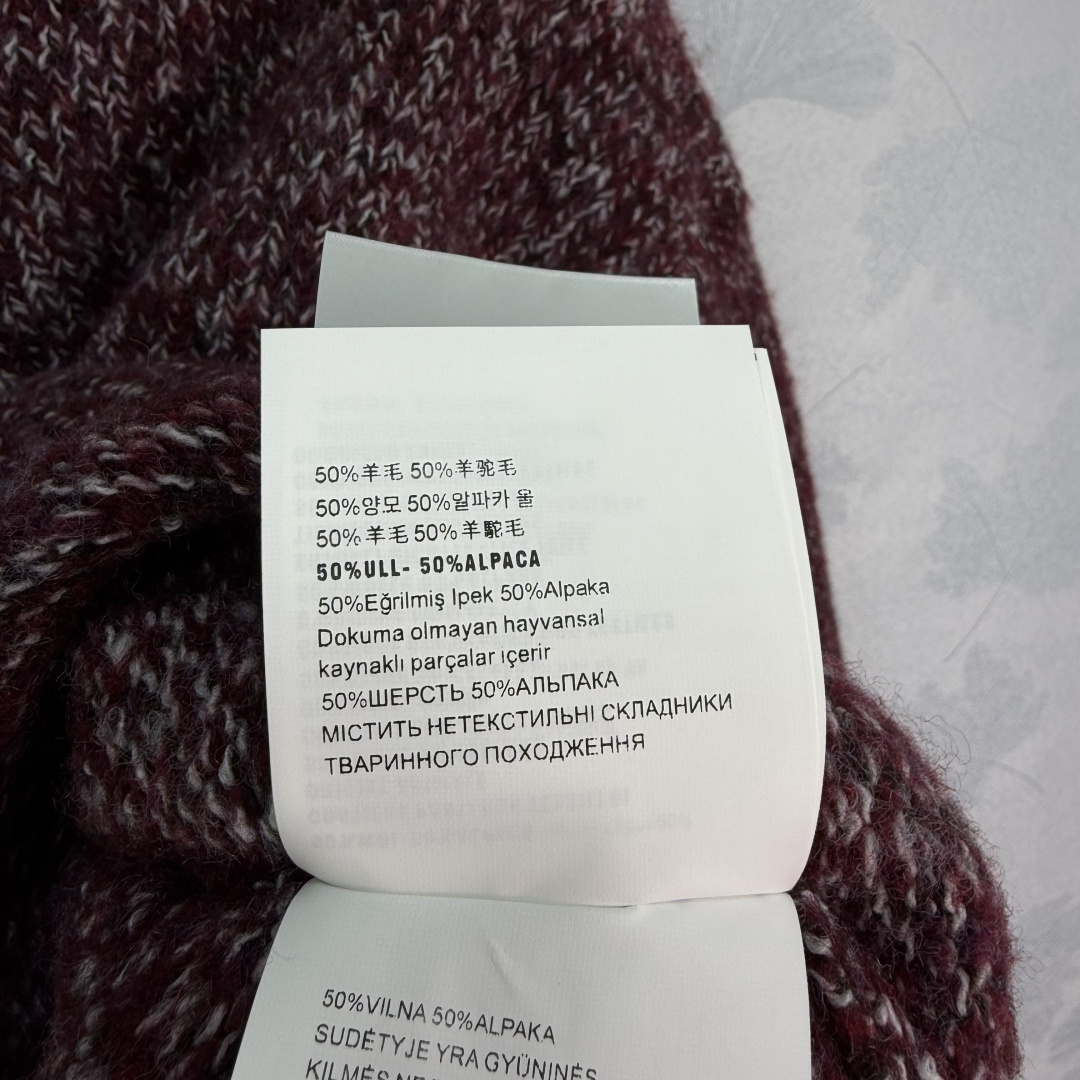 50%羊毛 50%羊驼毛
50%양모 50%알파카 울
50%羊毛 50%羊駝毛
50%ULL- 50%ALPACA
50%Eğrilmiş Ipek 50%Alpaka
Dokuma olmayan hayvansal
kaynaklı parçalar içerir
50%ШЕРСТЬ 50%АЛЬПАКА
МІСТИТЬ НЕТЕКСТИЛЬНІ СКЛАДНИКИ
ТВАРИННОГО ПОХОДЖЕННЯ
50%VILNA 50%ALPAKA
SUDĖTYJE YRA GYŪNINĖS
KILMĖS